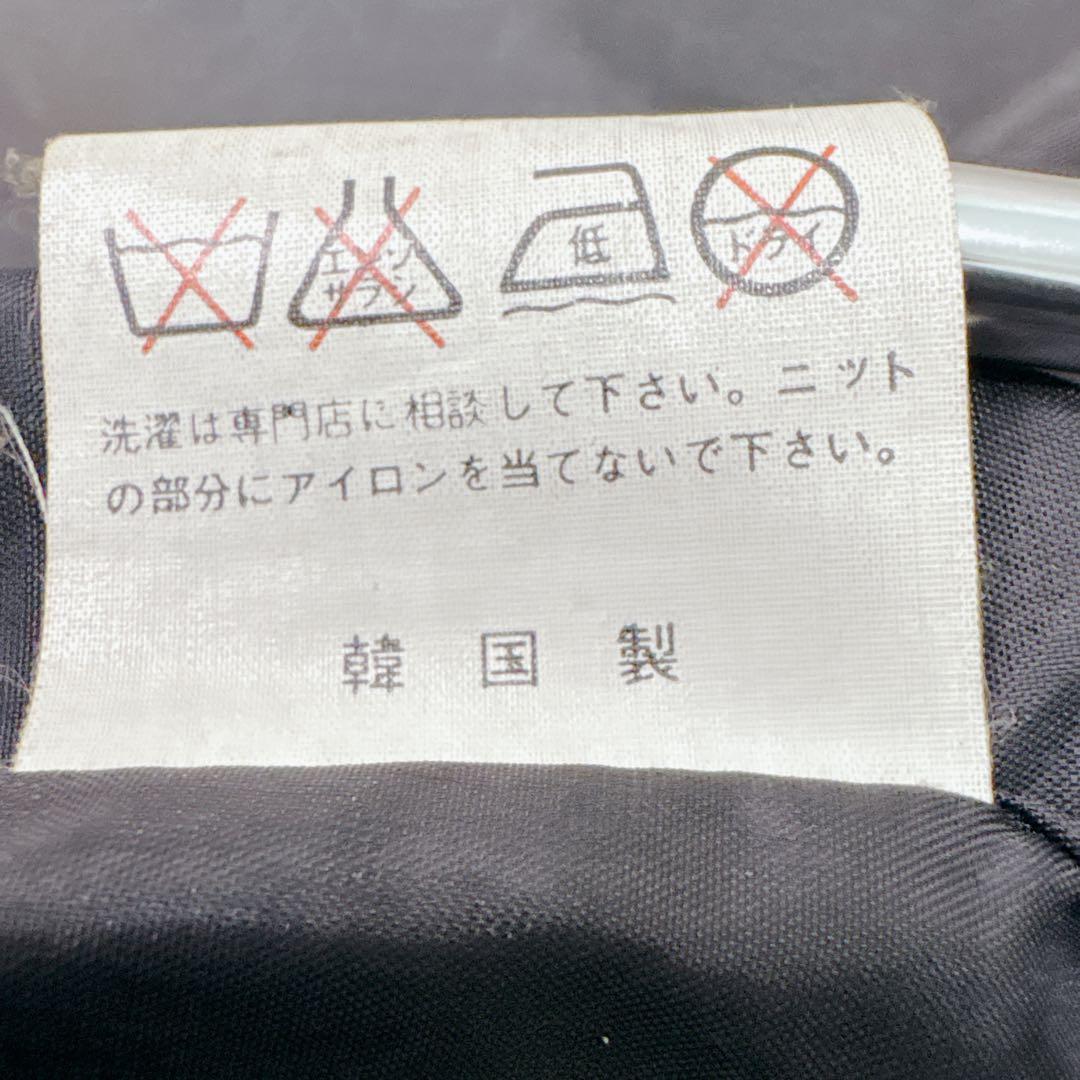 エンソ
サラシ
低
ドライ
洗濯は専門店に相談して下さい。ニット
の部分にアイロンを当てないで下さい。
韓国製